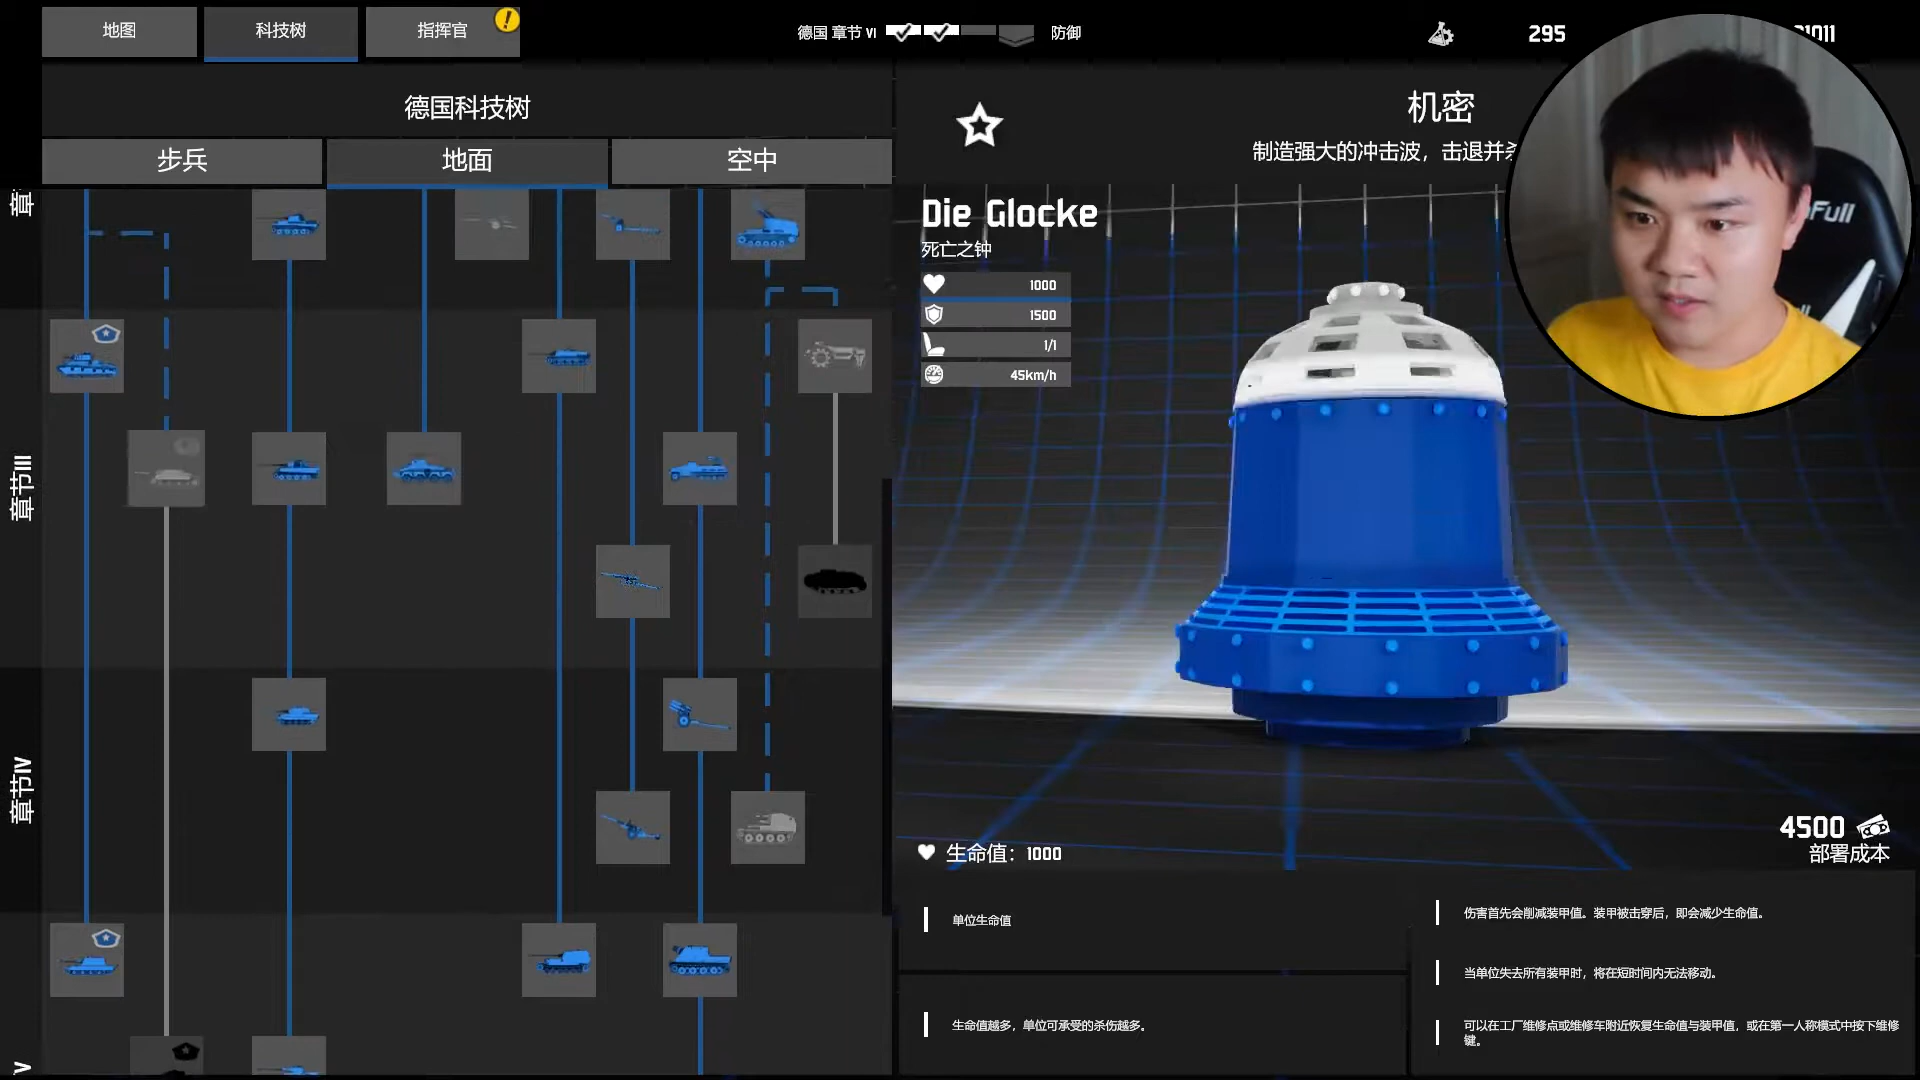 地图
科技树
指挥官
!
德国 章节 VI
防御
295
德国科技树
步兵
地面
空中
章节III
章节IV
V
机密
制造强大的冲击波，击退并
Die Glocke
死亡之钟
1000
1500
1/1
45km/h
4500
部署成本
生命值：1000
单位生命值
生命值越多，单位可承受的杀伤越多。
伤害首先会削减装甲值。装甲被击穿后，即会减少生命值。
当单位失去所有装甲时，将在短时间内无法移动。
可以在工厂维修点或维修车附近恢复生命值与装甲值，或在第一人称模式中按下维修
键。